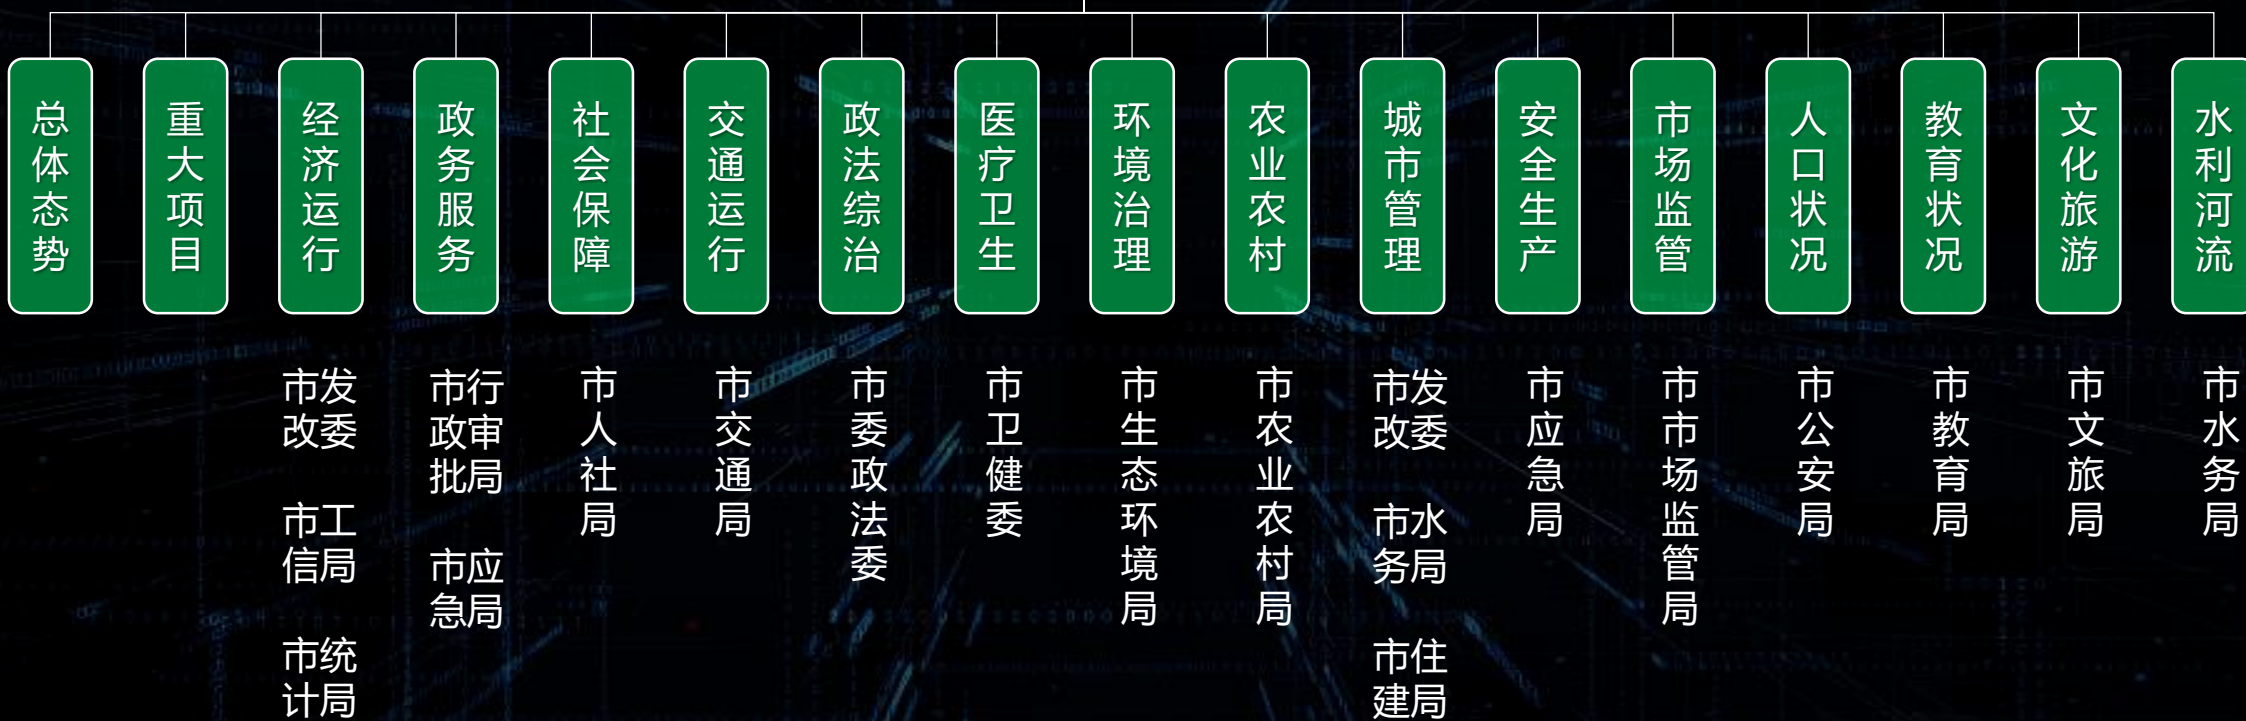 总体态势
重大项目
经济运行
政务服务
社会保障
交通运行
政法综治
医疗卫生
环境治理
农业农村
城市管理
安全生产
市场监管
人口状况
教育状况
文化旅游
水利河流
市发
改委
市工
信局
市统
计局
市行
政审
批局
市应
急局
市人社局
市交通局
市委政法委
市卫健委
市生态环境局
市农业农村局
市发
改委
市水
务局
市住
建局
市应急局
市市场监管局
市公安局
市教育局
市文旅局
市水务局